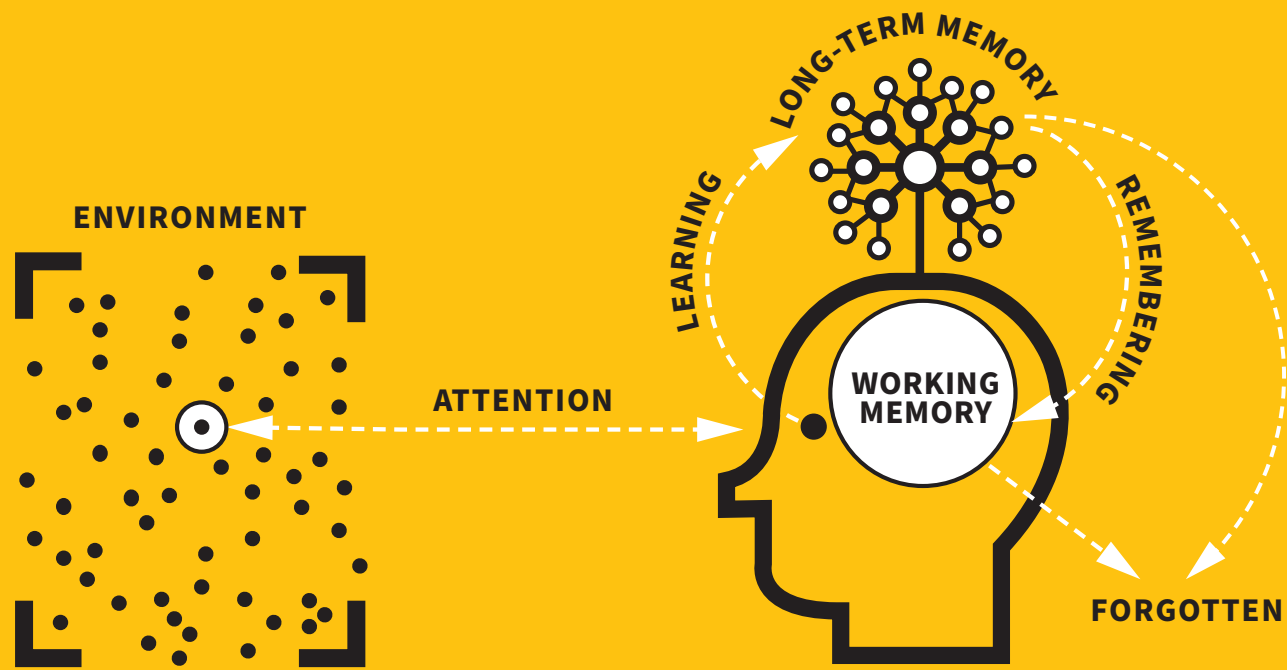 LONG-TERM MEMORY
ENVIRONMENT
LEARNING
REMEMBERING
ATTENTION
WORKING
MEMORY
FORGOTTEN